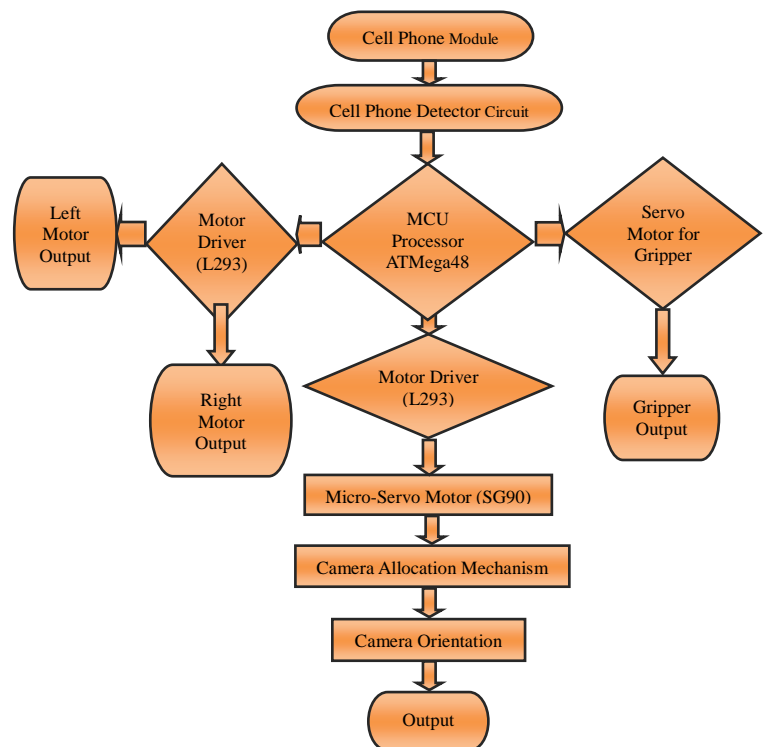 Cell Phone Module
Cell Phone Detector Circuit
Left
Motor
Output
Motor
Driver
(L293)
MCU
Processor
ATMega48
Servo
Motor for
Gripper
Right
Motor
Output
Motor Driver
(L293)
Gripper
Output
Micro-Servo Motor (SG90)
Camera Allocation Mechanism
Camera Orientation
Output